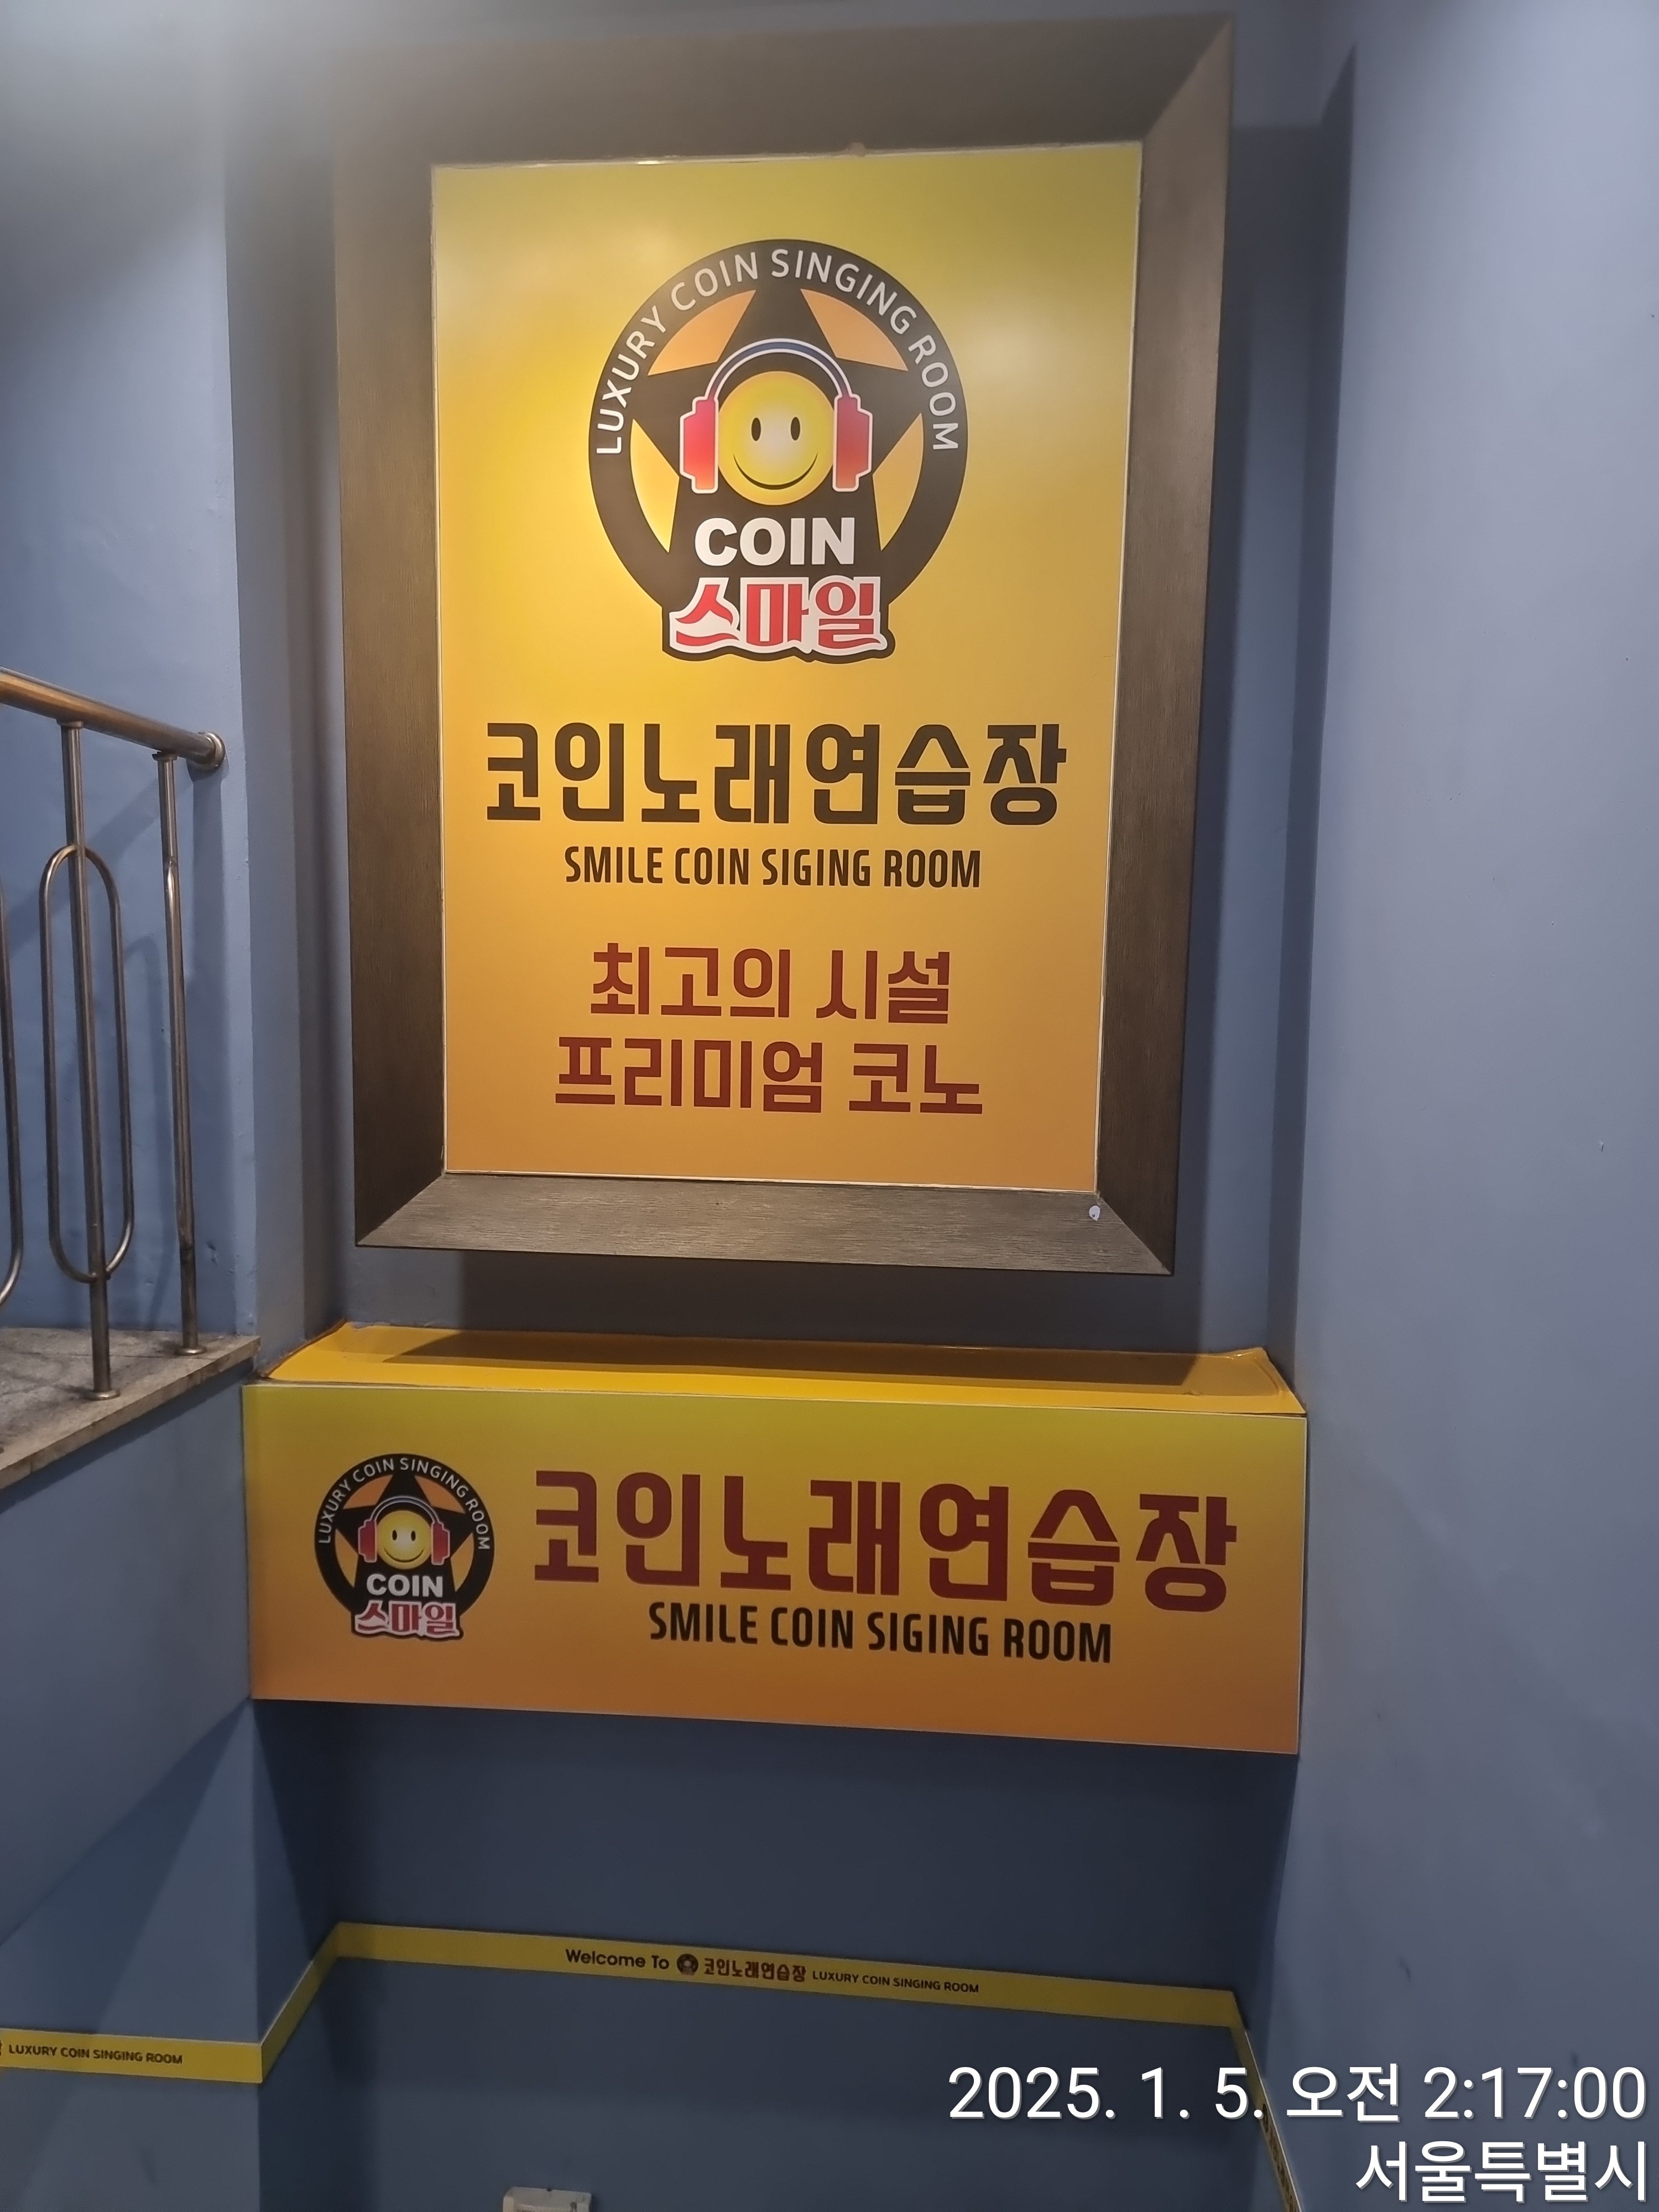 LUXURY COIN SINGING ROOM
COIN
스마일
코인노래연습장
SMILE COIN SIGING ROOM
최고의 시설
프리미엄 코노
LUXURY COIN SINGING ROOM
COIN
스마일
코인노래연습장
SMILE COIN SIGING ROOM
Welcome To 코인노래연습장 LUXURY COIN SINGING ROOM
LUXURY COIN SINGING ROOM
2025. 1. 5. 오전 2:17:00
서울특별시